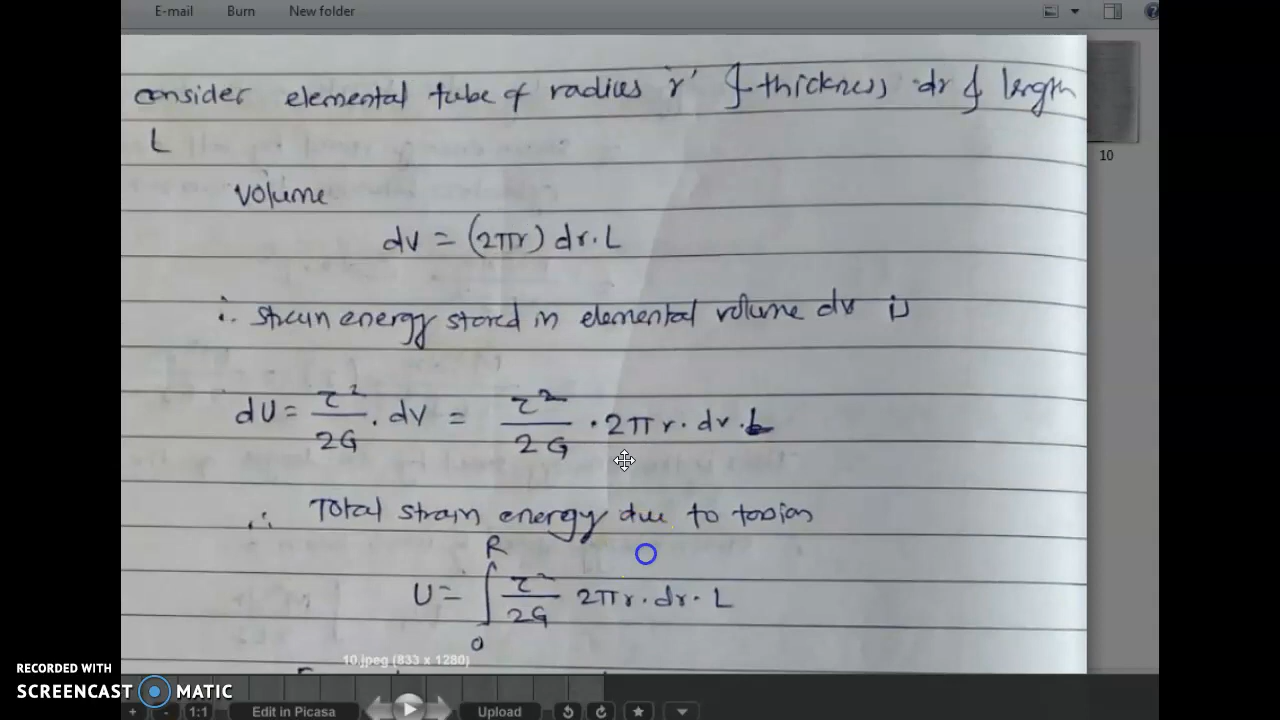 E-mail Burn New folder
consider elemental tube of radius 'r' & thickness dr & length
L
10
Volume
dv = (2πr) dr. L
∴ strain energy stored in elemental volume dv is
dU = τ²/2G . dv = τ²/2G . 2πr. dr. L
∴ Total strain energy due to torsion
U = ∫₀ᴿ τ²/2G 2πr. dr. L
10.jpeg (833 x 1280)
RECORDED WITH
SCREENCAST MATIC
+ - 1:1 Edit in Picasa Upload